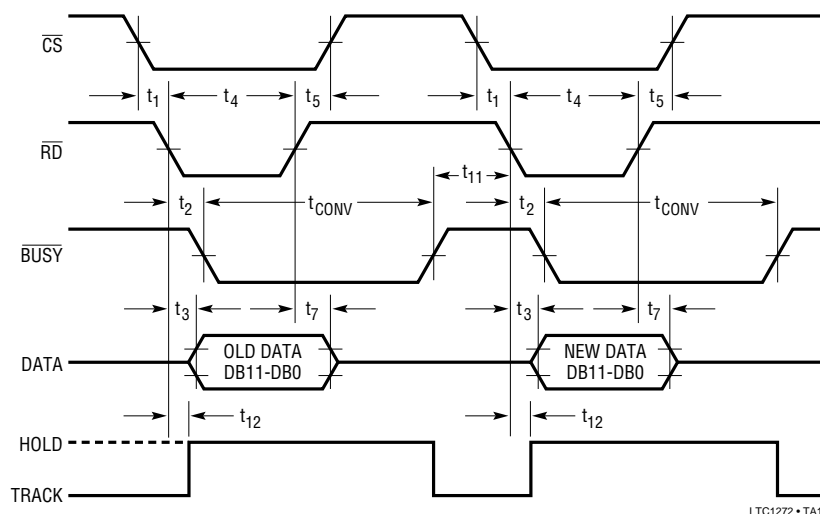 CS
t1 t4 t5 t1 t4 t5
RD
t11
t2 tCONV t2 tCONV
BUSY
t3 t7 t3 t7
OLD DATA NEW DATA
DATA
DB11-DB0 DB11-DB0
t12 t12
HOLD
TRACK
LTC1272 • TA1